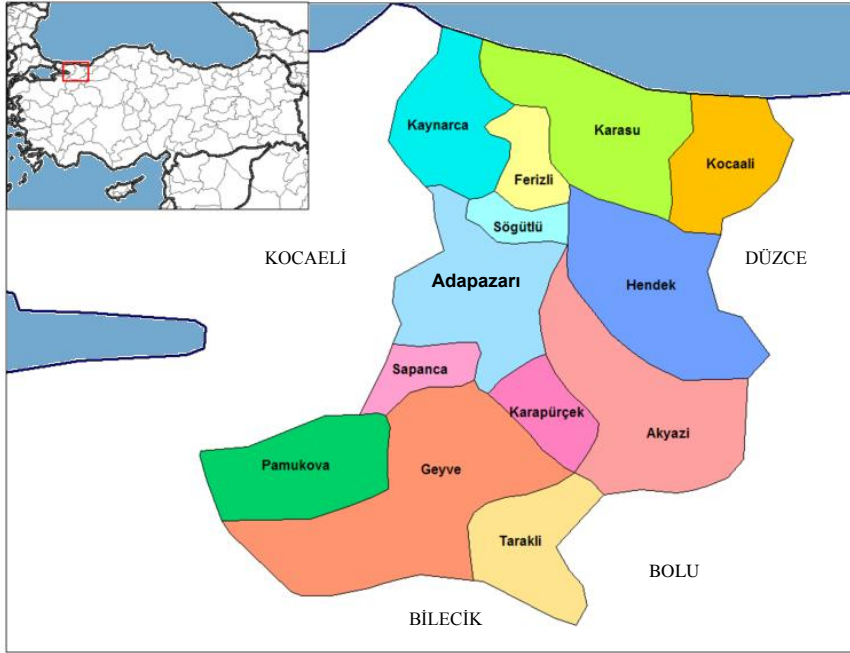 Kaynarca
Karasu
Kocaali
Ferizli
Sögütlü
KOCAELİ
DÜZCE
Adapazarı
Hendek
Sapanca
Karapürçek
Akyazi
Pamukova
Geyve
Tarakli
BOLU
BİLECİK